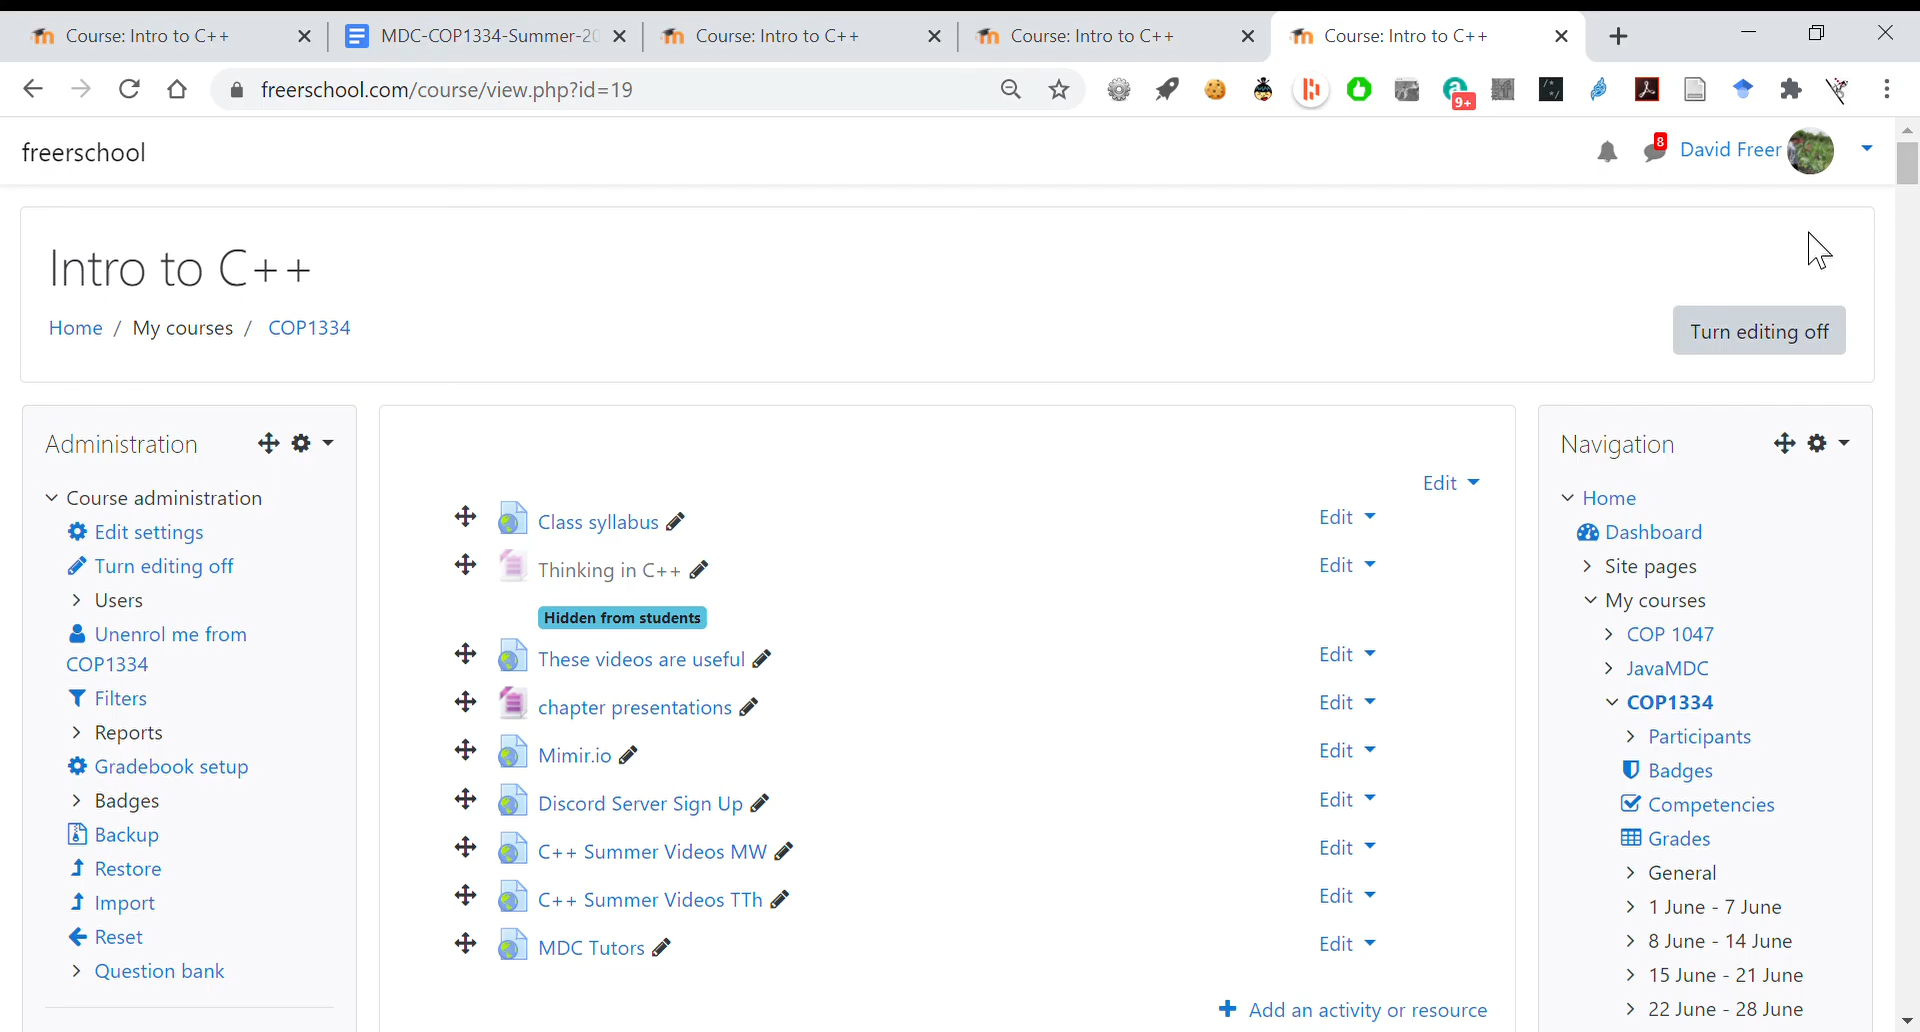 Course: Intro to C++
MDC-COP1334-Summer-20
Course: Intro to C++
Course: Intro to C++
Course: Intro to C++
freerschool.com/course/view.php?id=19
9+
freerschool
8
David Freer
Intro to C++
Home / My courses / COP1334
Turn editing off
Administration
Course administration
Edit settings
Turn editing off
Users
Unenrol me from
COP1334
Filters
Reports
Gradebook setup
Badges
Backup
Restore
Import
Reset
Question bank
Edit
Class syllabus Edit
Thinking in C++ Edit
Hidden from students
These videos are useful Edit
chapter presentations Edit
Mimir.io Edit
Discord Server Sign Up Edit
C++ Summer Videos MW Edit
C++ Summer Videos TTh Edit
MDC Tutors Edit
Add an activity or resource
Navigation
Home
Dashboard
Site pages
My courses
COP 1047
JavaMDC
COP1334
Participants
Badges
Competencies
Grades
General
1 June - 7 June
8 June - 14 June
15 June - 21 June
22 June - 28 June